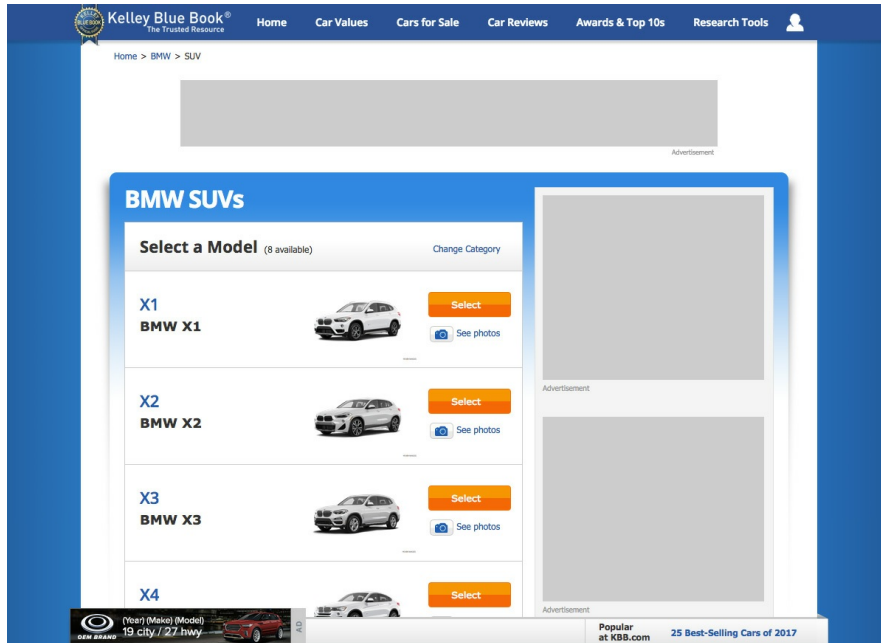 Kelley Blue Book®
The Trusted Resource
Home
Car Values
Cars for Sale
Car Reviews
Awards & Top 10s
Research Tools
Home > BMW > SUV
Advertisement
BMW SUVs
Select a Model (8 available)
Change Category
X1
BMW X1
Select
See photos
X2
BMW X2
Select
See photos
X3
BMW X3
Select
See photos
X4
Select
Advertisement
Advertisement
OEM BRAND
(Year) (Make) (Model)
19 city / 27 hwy
AD
Popular
at KBB.com
25 Best-Selling Cars of 2017